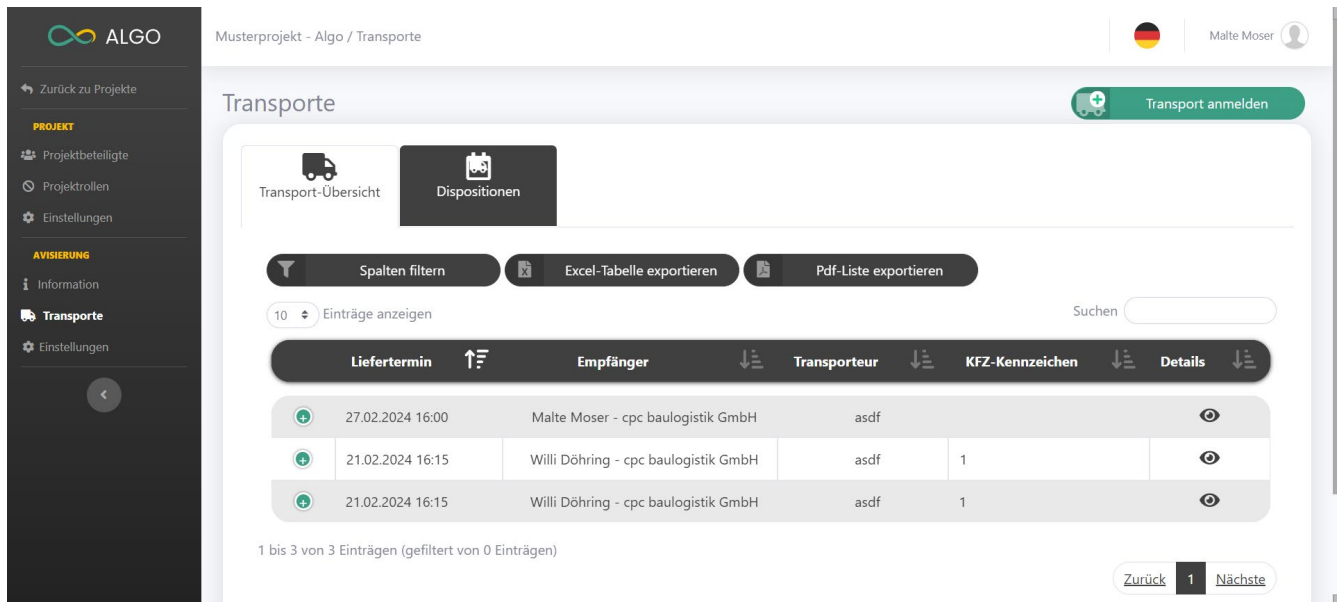 ALGO
Musterprojekt - Algo / Transporte
Malte Moser
Zurück zu Projekte
PROJEKT
Projektbeteiligte
Projektrollen
Einstellungen
AVISIERUNG
Information
Transporte
Einstellungen
Transporte
Transport anmelden
Transport-Übersicht
Dispositionen
Spalten filtern
Excel-Tabelle exportieren
Pdf-Liste exportieren
10 Einträge anzeigen
Suchen
Liefertermin Empfänger Transporteur KFZ-Kennzeichen Details
27.02.2024 16:00 Malte Moser - cpc baulogistik GmbH asdf
21.02.2024 16:15 Willi Döhring - cpc baulogistik GmbH asdf 1
21.02.2024 16:15 Willi Döhring - cpc baulogistik GmbH asdf 1
1 bis 3 von 3 Einträgen (gefiltert von 0 Einträgen)
Zurück 1 Nächste